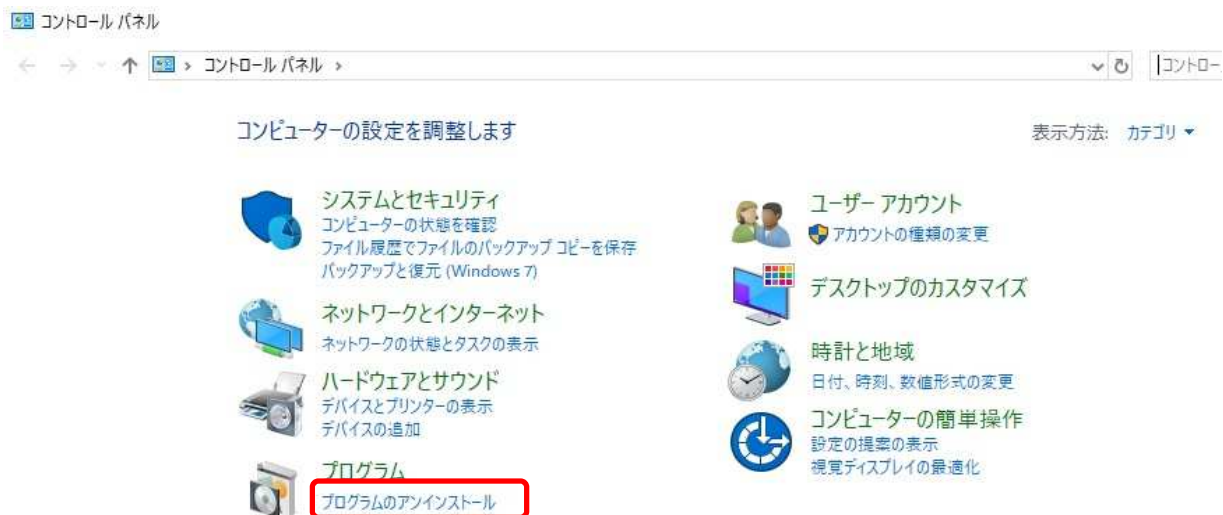 コントロール パネル
コントロール パネル
コントロー
コンピューターの設定を調整します
表示方法: カテゴリ
システムとセキュリティ
コンピューターの状態を確認
ファイル履歴でファイルのバックアップ コピーを保存
バックアップと復元 (Windows 7)
ネットワークとインターネット
ネットワークの状態とタスクの表示
ハードウェアとサウンド
デバイスとプリンターの表示
デバイスの追加
プログラム
プログラムのアンインストール
ユーザー アカウント
アカウントの種類の変更
デスクトップのカスタマイズ
時計と地域
日付、時刻、数値形式の変更
コンピューターの簡単操作
設定の提案の表示
視覚ディスプレイの最適化